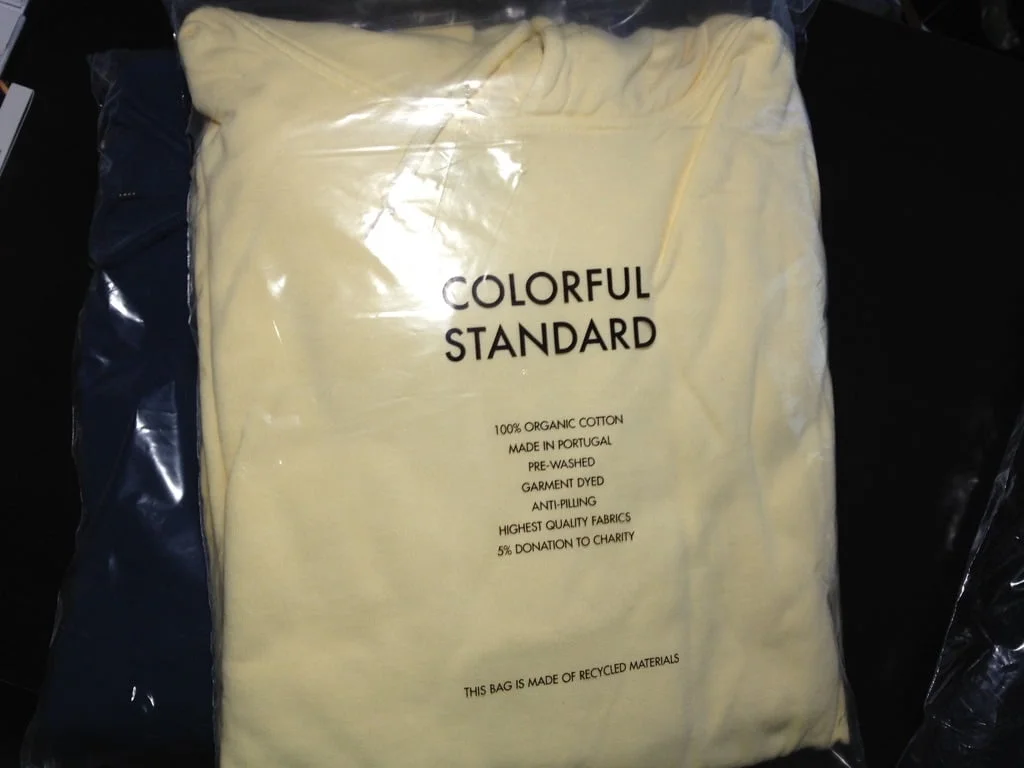 COLORFUL
STANDARD
100% ORGANIC COTTON
MADE IN PORTUGAL
PRE-WASHED
GARMENT DYED
ANTI-PILLING
HIGHEST QUALITY FABRICS
5% DONATION TO CHARITY
THIS BAG IS MADE OF RECYCLED MATERIALS